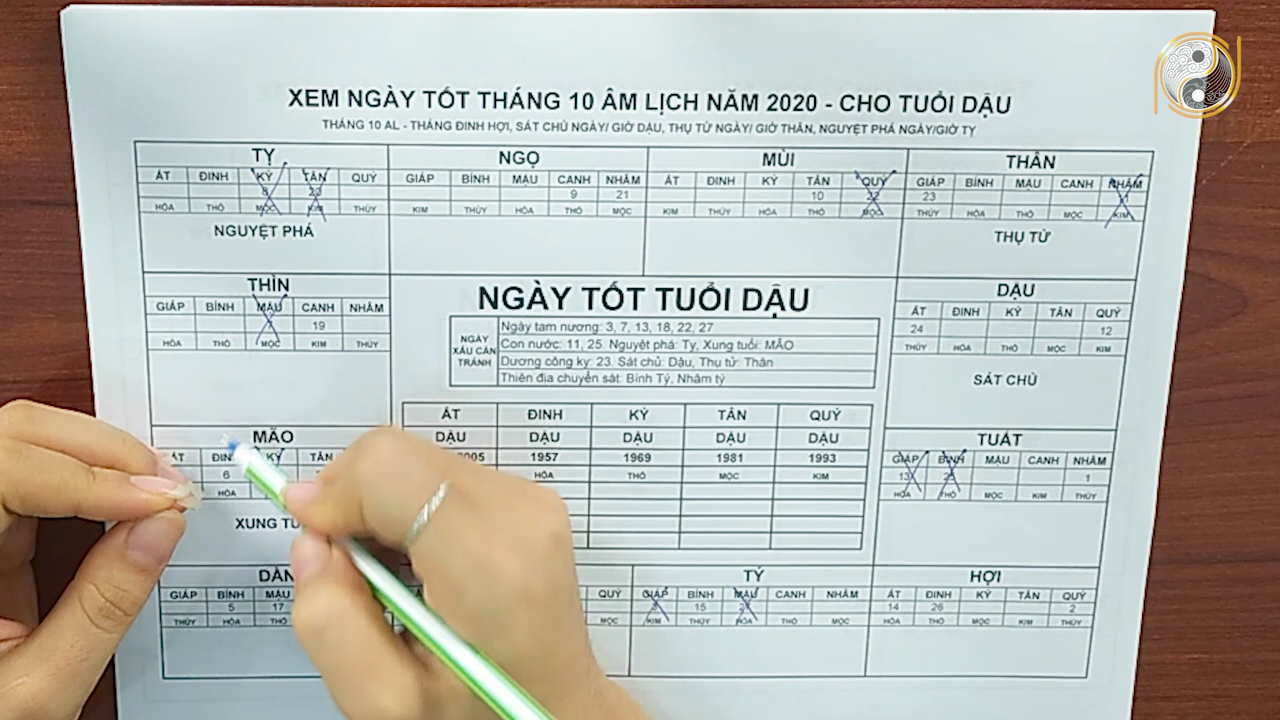 XEM NGÀY TỐT THÁNG 10 ÂM LỊCH NĂM 2020 - CHO TUỔI DẬU
THÁNG 10 AL - THÁNG ĐINH HỢI, SÁT CHỦ NGÀY/ GIỜ DẬU, THỤ TỬ NGÀY/ GIỜ THÂN, NGUYỆT PHÁ NGÀY/GIỜ TỴ
TỴ
ẤT ĐINH KỶ TÂN QUÝ
8 20
HỎA THỔ MỘC KIM THỦY
NGUYỆT PHÁ
NGỌ
GIÁP BÍNH MẬU CANH NHÂM
9 21
KIM THỦY HỎA THỔ MỘC
MÙI
ẤT ĐINH KỶ TÂN QUÝ
10 22
KIM THỦY HỎA THỔ MỘC
THÂN
GIÁP BÍNH MẬU CANH NHÂM
23
THỦY HỎA THỔ MỘC KIM
THỤ TỬ
THÌN
GIÁP BÍNH MẬU CANH NHÂM
19
HỎA THỔ MỘC KIM THỦY
NGÀY TỐT TUỔI DẬU
NGÀY XẤU CẦN TRÁNH
Ngày tam nương: 3, 7, 13, 18, 22, 27
Con nước: 11, 25. Nguyệt phá: Tỵ, Xung tuổi: MÃO
Dương công kỵ: 23. Sát chủ: Dậu, Thụ tử: Thân
Thiên địa chuyển sát: Bính Tý, Nhâm tý
DẬU
ẤT ĐINH KỶ TÂN QUÝ
24 12
THỦY HỎA THỔ MỘC KIM
SÁT CHỦ
ẤT ĐINH KỶ TÂN QUÝ
DẬU DẬU DẬU DẬU DẬU
1957 1969 1981 1993
HỎA THỔ MỘC KIM
MÃO
KỶ TÂN
6
HỎA
TUẤT
GIÁP BÍNH MẬU CANH NHÂM
13 1
HỎA THỔ MỘC KIM THỦY
GIÁP BÍNH MẬU
5 17
THỦY HỎA THỔ
QUÝ
MỘC
TÝ
GIÁP BÍNH MẬU CANH NHÂM
15
KIM THỦY HỎA THỔ MỘC
HỢI
ẤT ĐINH KỶ TÂN QUÝ
14 26 2
HỎA THỔ MỘC KIM THỦY